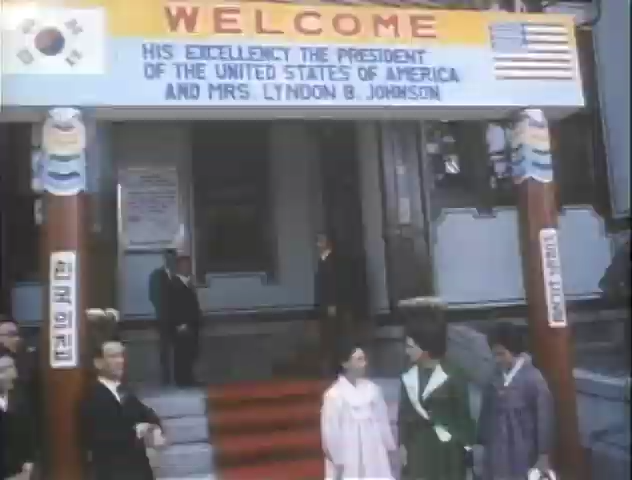 WELCOME
HIS EXCELLENCY THE PRESIDENT
OF THE UNITED STATES OF AMERICA
AND MRS. LYNDON B. JOHNSON